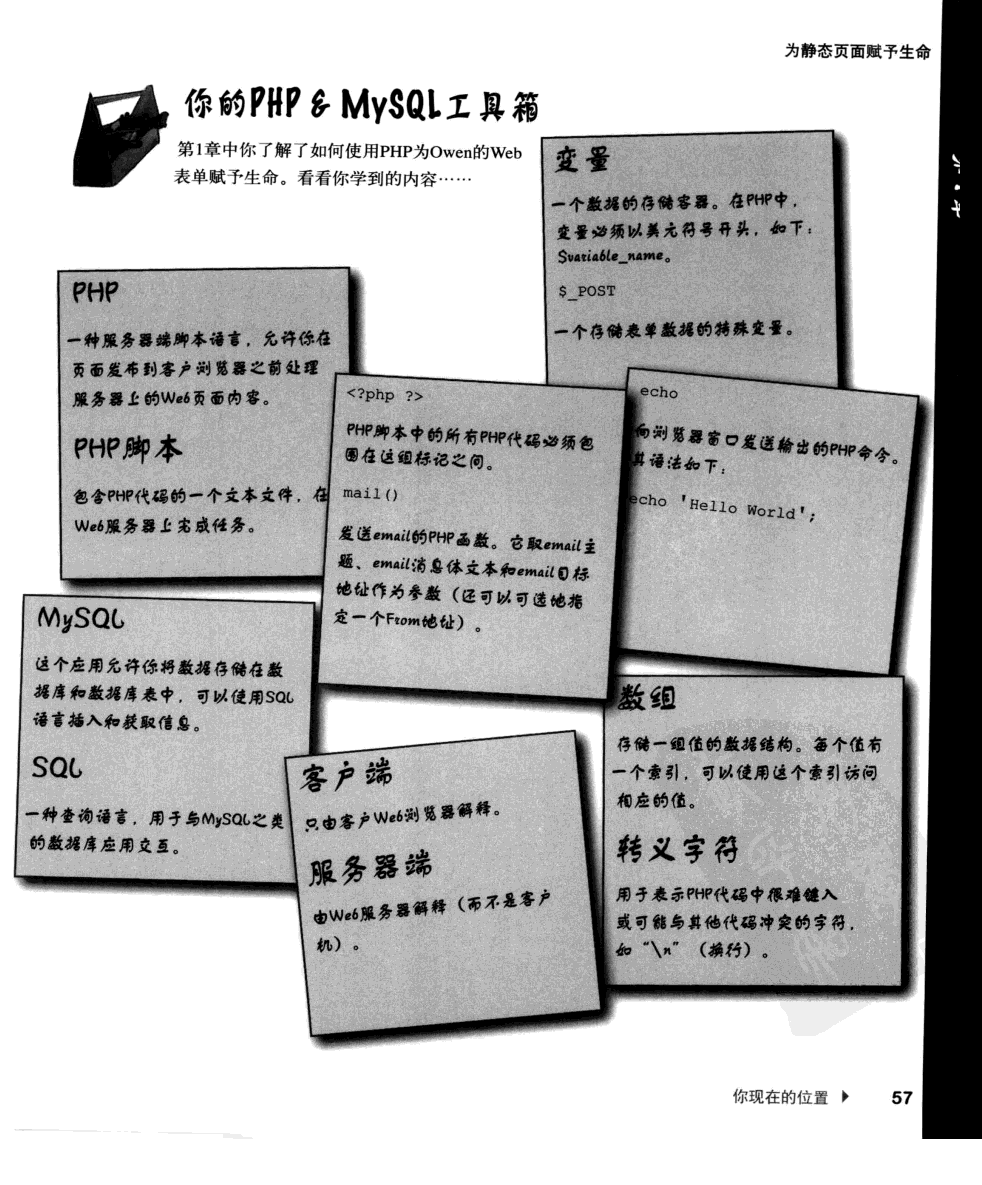 为静态页面赋予生命
你的PHP & MySQL工具箱
第1章中你了解了如何使用PHP为Owen的Web
表单赋予生命。看看你学到的内容……
变量
一个数据的存储容器。在PHP中，
变量必须以美元符号开头，如下：
$variable_name。
$_POST
一个存储表单数据的特殊变量。
PHP
一种服务器端脚本语言，允许你在
页面发布到客户浏览器之前处理
服务器上的Web页面内容。
PHP脚本
包含PHP代码的一个文本文件，在
Web服务器上完成任务。
<?php ?>
PHP脚本中的所有PHP代码必须包
围在这组标记之间。
mail()
发送email的PHP函数。它取email主
题、email消息体文本和email目标
地址作为参数（还可以可选地指
定一个From地址）。
echo
向浏览器窗口发送输出的PHP命令。
其语法如下：
echo 'Hello World';
MySQL
这个应用允许你将数据存储在数
据库和数据库表中，可以使用SQL
语言插入和获取信息。
SQL
一种查询语言，用于与MySQL之类
的数据库应用交互。
客户端
只由客户Web浏览器解释。
服务器端
由Web服务器解释（而不是客户
机）。
数组
存储一组值的数据结构。每个值有
一个索引，可以使用这个索引访问
相应的值。
转义字符
用于表示PHP代码中很难键入
或可能与其他代码冲突的字符，
如“\n”（换行）。
你现在的位置 ▶ 57